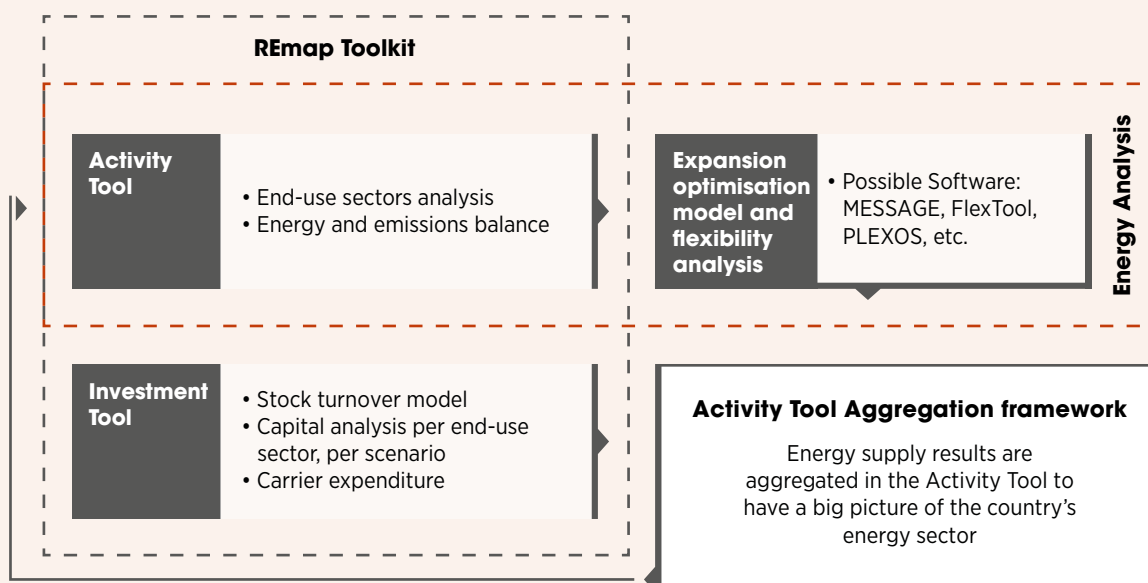 REmap Toolkit
Activity
Tool
• End-use sectors analysis
• Energy and emissions balance
Expansion
optimisation
model and
flexibility
analysis
• Possible Software:
MESSAGE, FlexTool,
PLEXOS, etc.
Energy Analysis
Investment
Tool
• Stock turnover model
• Capital analysis per end-use
sector, per scenario
• Carrier expenditure
Activity Tool Aggregation framework
Energy supply results are
aggregated in the Activity Tool to
have a big picture of the country’s
energy sector